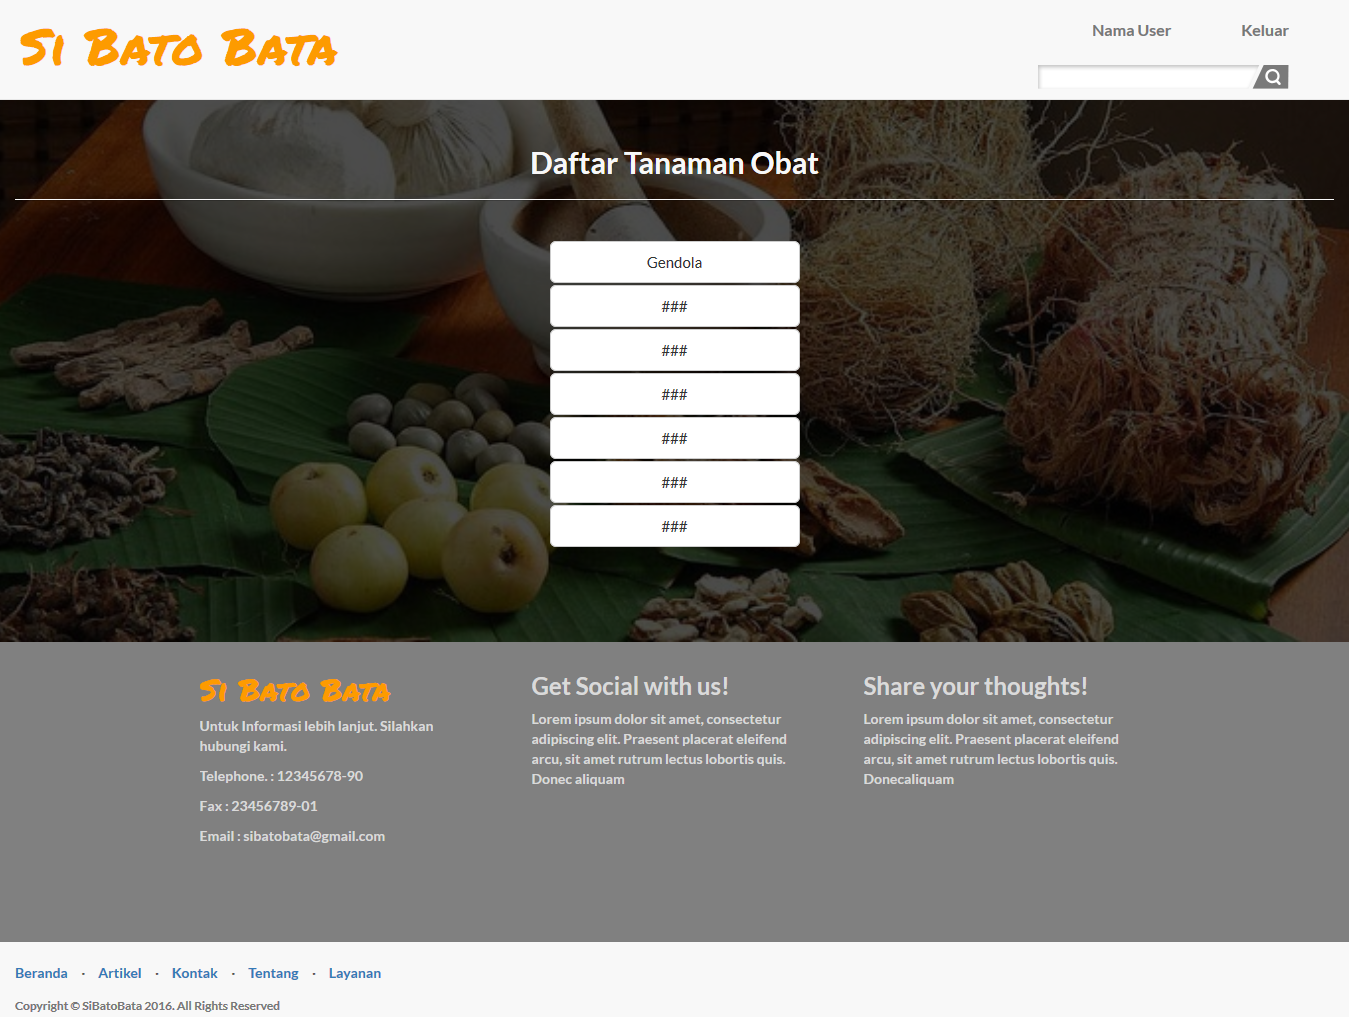 Si Bato Bata
Nama User
Keluar
Daftar Tanaman Obat
Gendola
###
###
###
###
###
###
Si Bato Bata
Untuk Informasi lebih lanjut. Silahkan
hubungi kami.
Telephone. : 12345678-90
Fax : 23456789-01
Email : sibatobata@gmail.com
Get Social with us!
Lorem ipsum dolor sit amet, consectetur
adipiscing elit. Praesent placerat eleifend
arcu, sit amet rutrum lectus lobortis quis.
Donec aliquam
Share your thoughts!
Lorem ipsum dolor sit amet, consectetur
adipiscing elit. Praesent placerat eleifend
arcu, sit amet rutrum lectus lobortis quis.
Donecaliquam
Beranda · Artikel · Kontak · Tentang · Layanan
Copyright © SiBatoBata 2016. All Rights Reserved